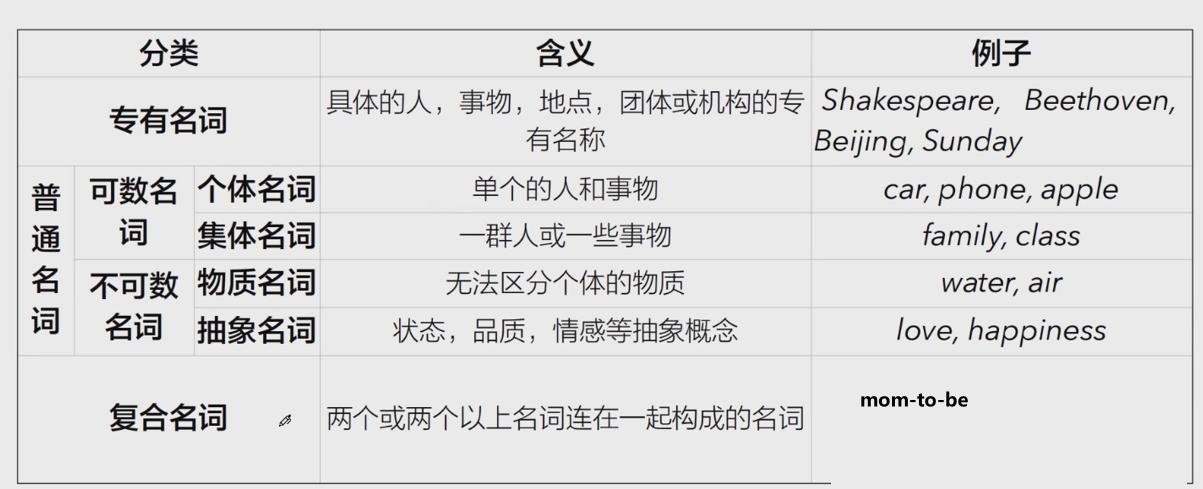 分类 含义 例子
专有名词 具体的人，事物，地点，团体或机构的专 Shakespeare, Beethoven,
有名称 Beijing, Sunday
普通名词 可数名词 个体名词 单个的人和事物 car, phone, apple
集体名词 一群人或一些事物 family, class
不可数名词 物质名词 无法区分个体的物质 water, air
抽象名词 状态，品质，情感等抽象概念 love, happiness
复合名词 两个或两个以上名词连在一起构成的名词 mom-to-be